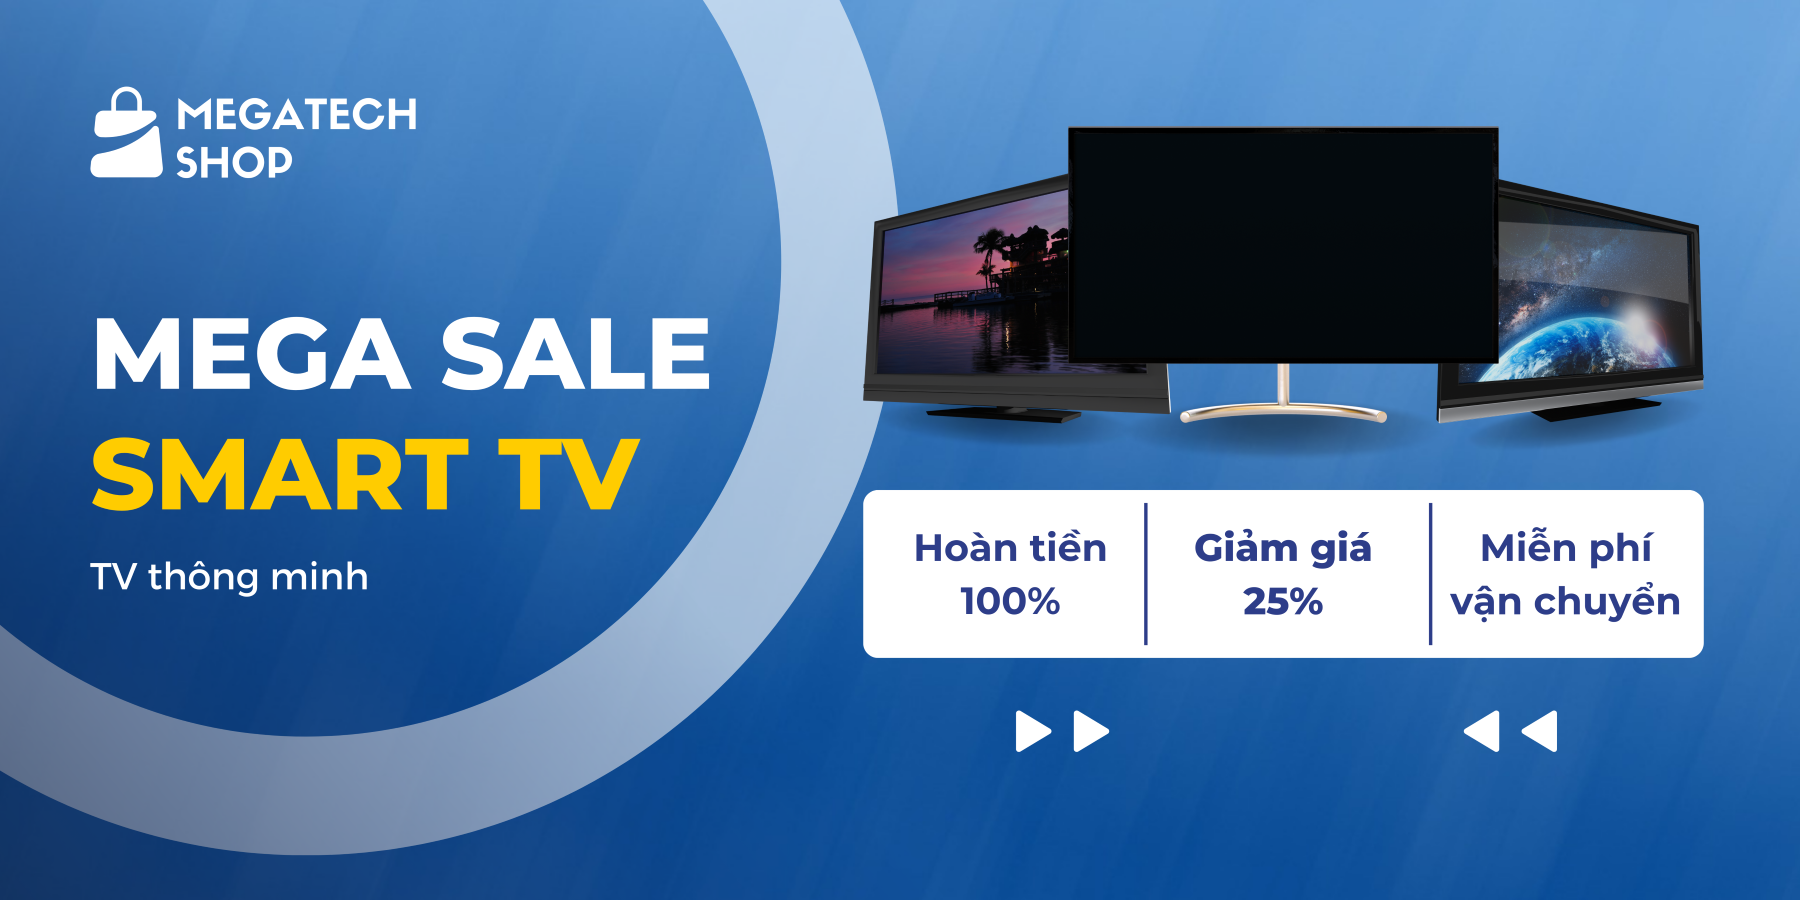 MEGATECH
SHOP
MEGA SALE
SMART TV
TV thông minh
Hoàn tiền
100%
Giảm giá
25%
Miễn phí
vận chuyển